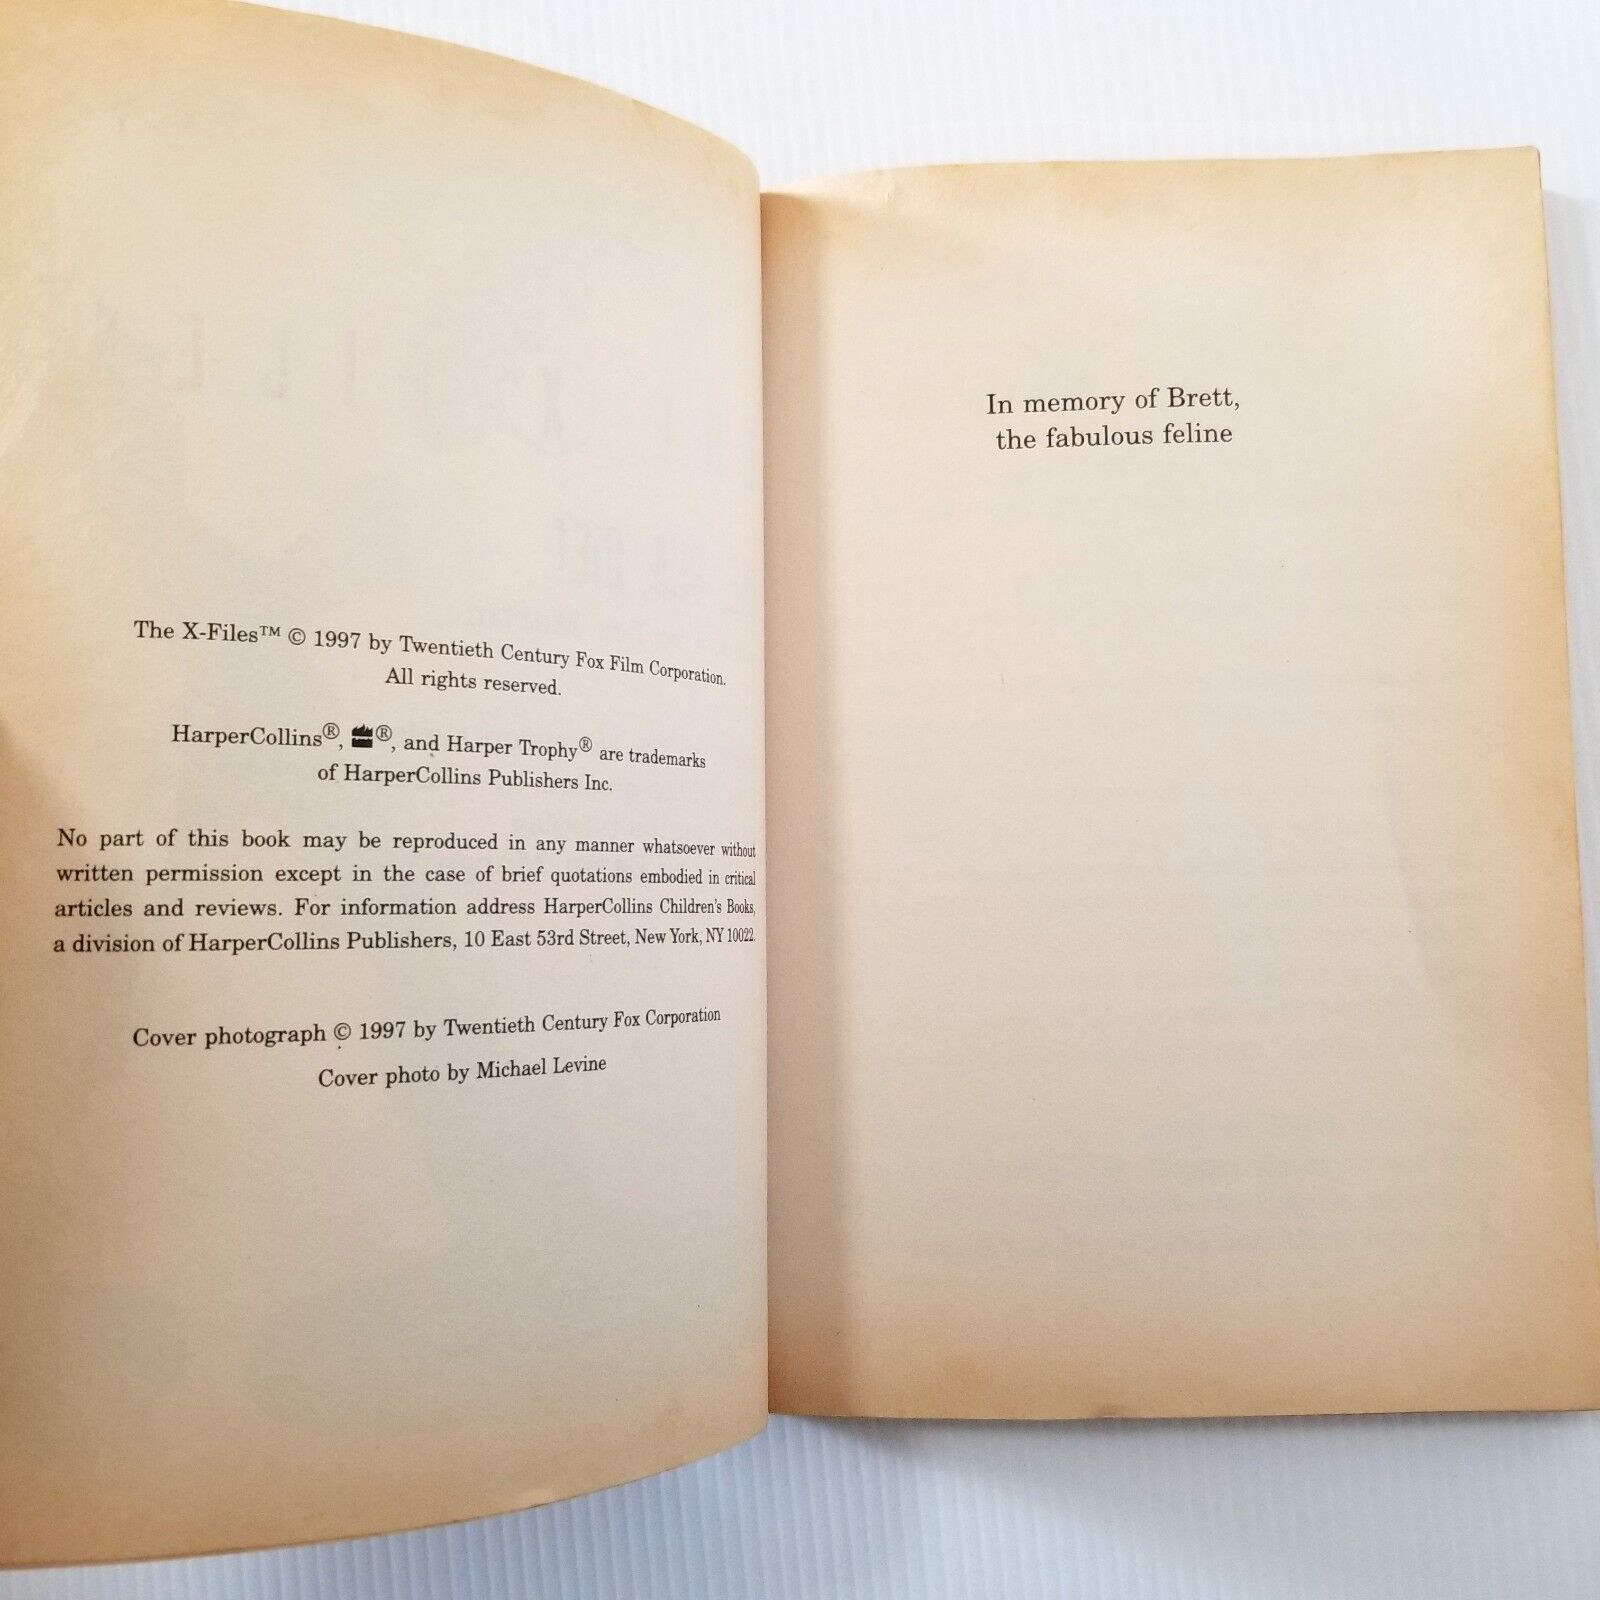 The X-Files™ © 1997 by Twentieth Century Fox Film Corporation.
All rights reserved.
HarperCollins®, ®, and Harper Trophy® are trademarks
of HarperCollins Publishers Inc.
No part of this book may be reproduced in any manner whatsoever without
written permission except in the case of brief quotations embodied in critical
articles and reviews. For information address HarperCollins Children's Books,
a division of HarperCollins Publishers, 10 East 53rd Street, New York, NY 10022.
Cover photograph © 1997 by Twentieth Century Fox Corporation
Cover photo by Michael Levine
In memory of Brett,
the fabulous feline